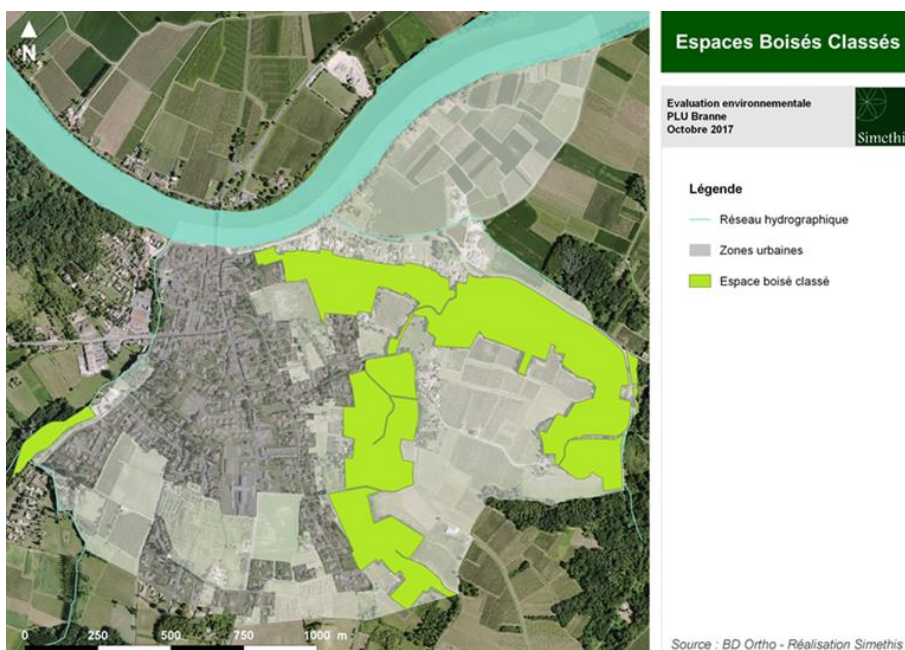 N
Espaces Boisés Classés
Evaluation environnementale
PLU Branne
Octobre 2017
Simethis
Légende
Réseau hydrographique
Zones urbaines
Espace boisé classé
0 250 500 750 1000 m
Source : BD Ortho - Réalisation Simethis